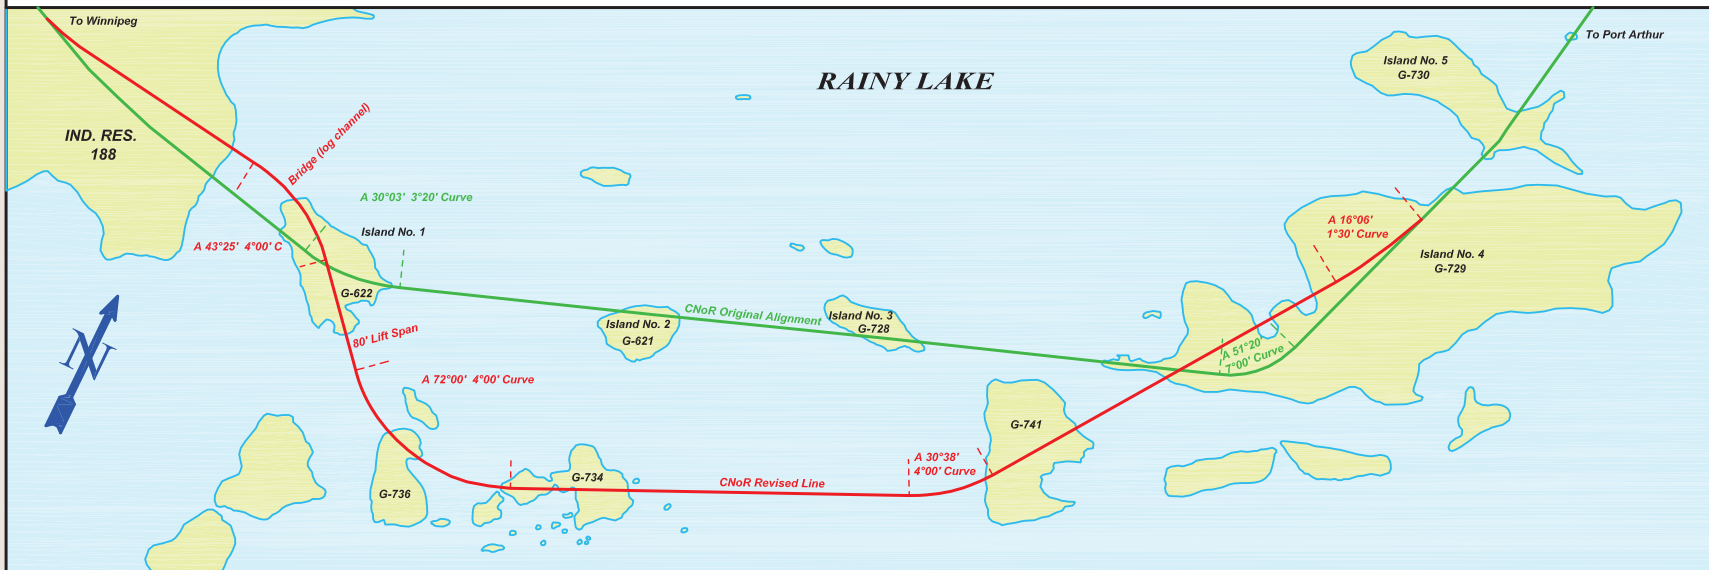 To Winnipeg
To Port Arthur
Island No. 5
G-730
RAINY LAKE
IND. RES.
188
Bridge (log channel)
A 30°03' 3°20' Curve
Island No. 1
A 43°25' 4°00' C
A 16°06'
1°30' Curve
Island No. 4
G-729
G-622
CNoR Original Alignment
Island No. 2
G-621
Island No. 3
G-728
80' Lift Span
A 51°20'
7°00' Curve
A 72°00' 4°00' Curve
N
G-741
A 30°38'
4°00' Curve
G-734
CNoR Revised Line
G-736